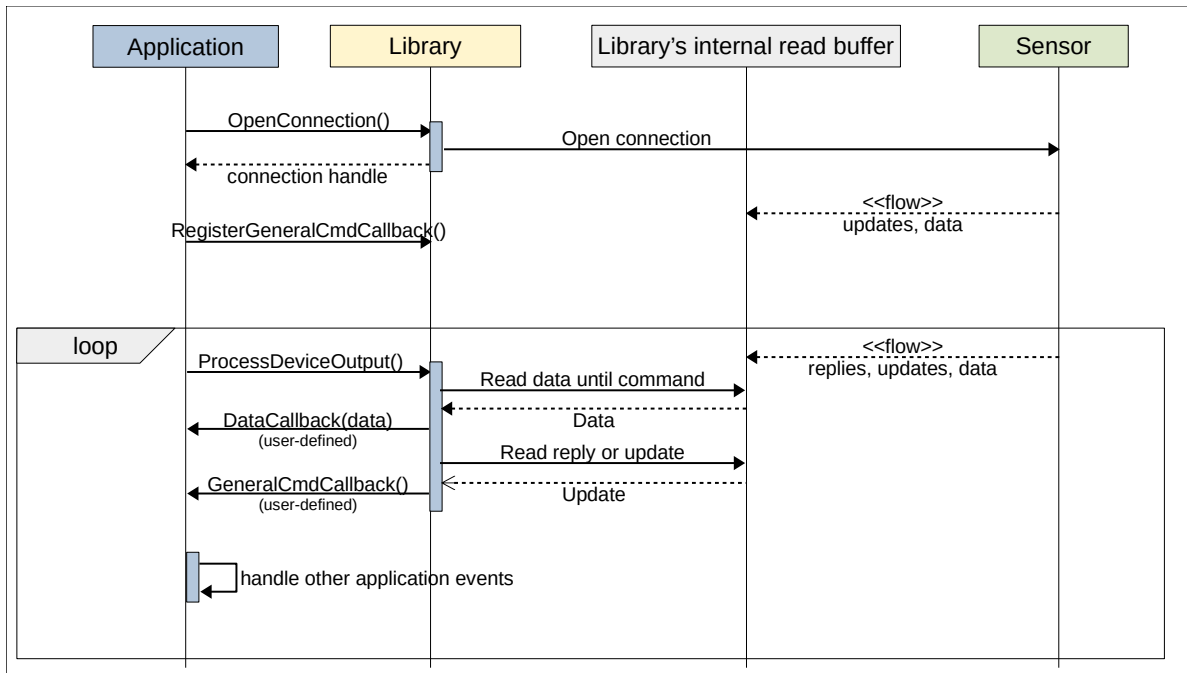 Application
Library
Library's internal read buffer
Sensor
OpenConnection()
Open connection
connection handle
<<flow>>
updates, data
RegisterGeneralCmdCallback()
loop
<<flow>>
replies, updates, data
ProcessDeviceOutput()
Read data until command
Data
DataCallback(data)
(user-defined)
Read reply or update
GeneralCmdCallback()
(user-defined)
Update
handle other application events